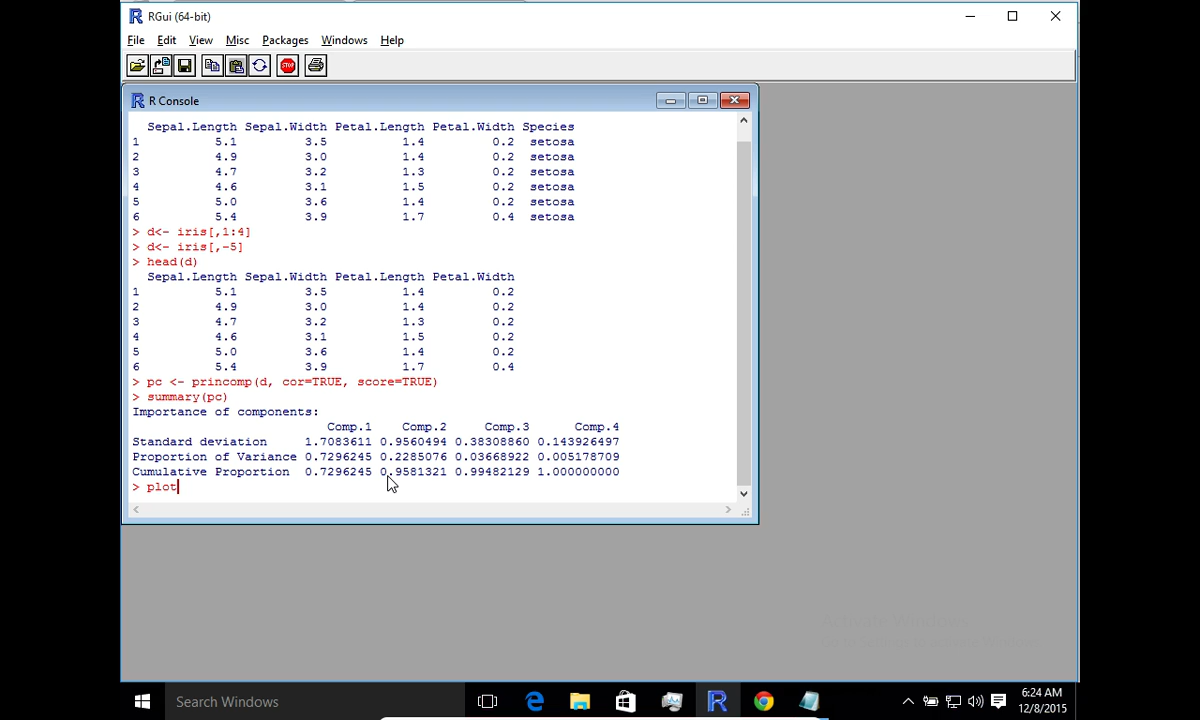 RGui (64-bit)
File Edit View Misc Packages Windows Help
STOP
R Console
Sepal.Length Sepal.Width Petal.Length Petal.Width Species
1 5.1 3.5 1.4 0.2 setosa
2 4.9 3.0 1.4 0.2 setosa
3 4.7 3.2 1.3 0.2 setosa
4 4.6 3.1 1.5 0.2 setosa
5 5.0 3.6 1.4 0.2 setosa
6 5.4 3.9 1.7 0.4 setosa
> d<- iris[,1:4]
> d<- iris[,-5]
> head(d)
Sepal.Length Sepal.Width Petal.Length Petal.Width
1 5.1 3.5 1.4 0.2
2 4.9 3.0 1.4 0.2
3 4.7 3.2 1.3 0.2
4 4.6 3.1 1.5 0.2
5 5.0 3.6 1.4 0.2
6 5.4 3.9 1.7 0.4
> pc <- princomp(d, cor=TRUE, score=TRUE)
> summary(pc)
Importance of components:
Comp.1 Comp.2 Comp.3 Comp.4
Standard deviation 1.7083611 0.9560494 0.38308860 0.143926497
Proportion of Variance 0.7296245 0.2285076 0.03668922 0.005178709
Cumulative Proportion 0.7296245 0.9581321 0.99482129 1.000000000
> plot
Search Windows
6:24 AM
12/8/2015